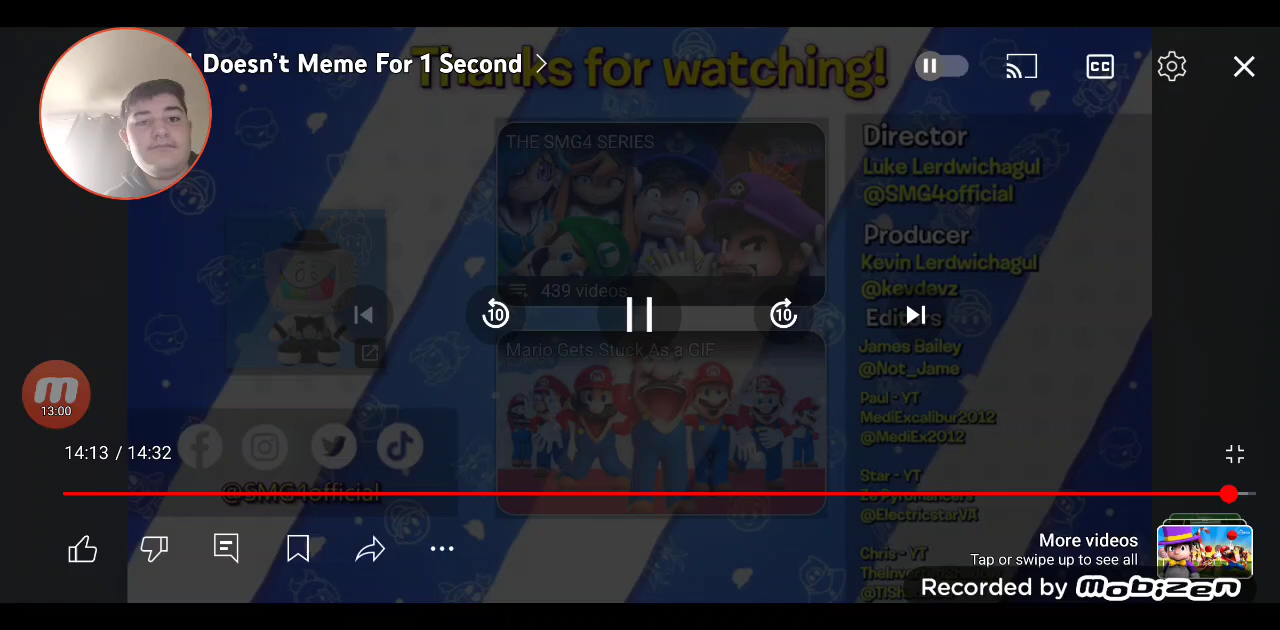 Doesn't Meme For 1 Second
Thanks for watching!
CC
THE SMG4 SERIES
439 videos
10
10
Mario Gets Stuck As a GIF
Director
Luke Lerdwichagul
@SMG4official
Producer
Kevin Lerdwichagul
@kevdevz
Editors
James Bailey
@Not_Jame
Paul - YT
MediExcalibur2012
@MediEx2012
Star - YT
@ElectricstarVA
Chris - YT
m
13:00
14:13 / 14:32
@SMG4official
More videos
Tap or swipe up to see all
Recorded by mobizen